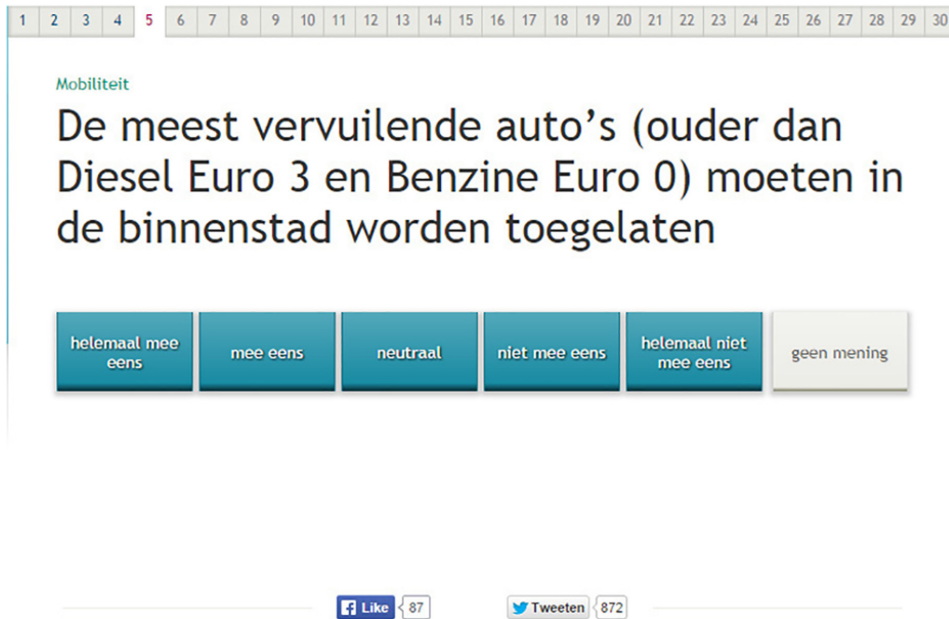 1 2 3 4 5 6 7 8 9 10 11 12 13 14 15 16 17 18 19 20 21 22 23 24 25 26 27 28 29 30
Mobiliteit
De meest vervuilende auto's (ouder dan
Diesel Euro 3 en Benzine Euro 0) moeten in
de binnenstad worden toegelaten
helemaal mee
eens
mee eens
neutraal
niet mee eens
helemaal niet
mee eens
geen mening
Like 87
Tweeten 872